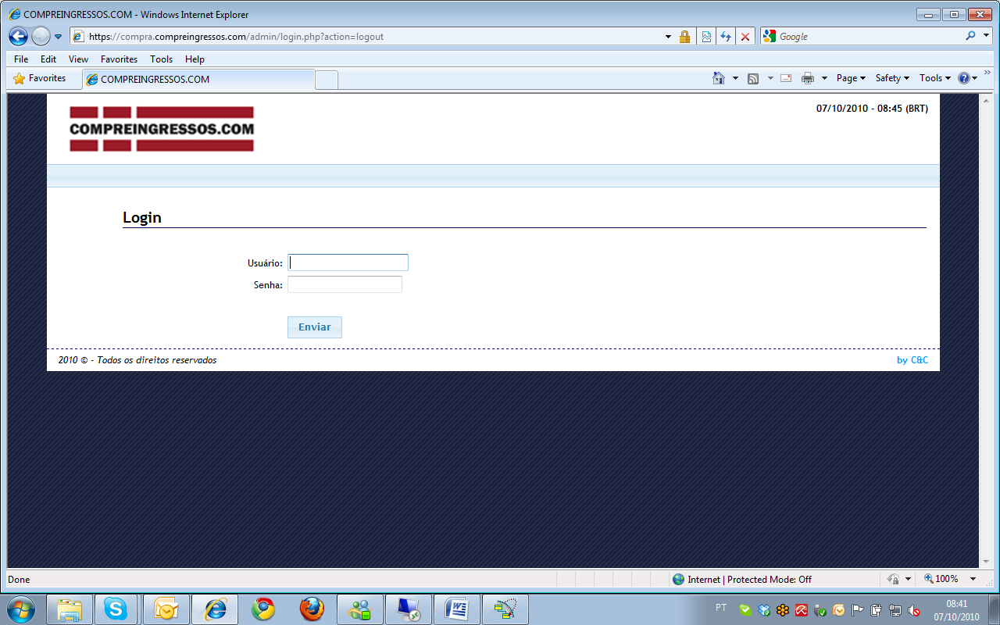 COMPREINGRESSOS.COM - Windows Internet Explorer
https://compra.compreingressos.com/admin/login.php?action=logout
Google
File Edit View Favorites Tools Help
Favorites
COMPREINGRESSOS.COM
Page Safety Tools
COMPREINGRESSOS.COM
07/10/2010 - 08:45 (BRT)
Login
Usuário:
Senha:
Enviar
2010 © - Todos os direitos reservados
by C&C
Done
Internet | Protected Mode: Off
100%
PT
08:41
07/10/2010